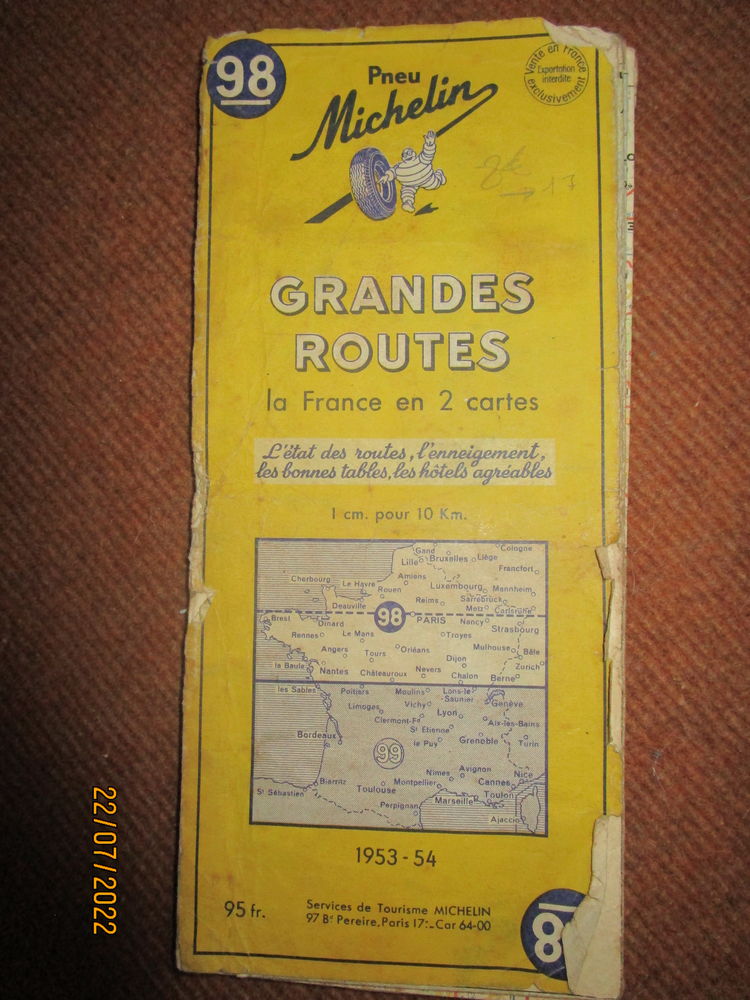 98
Pneu
Michelin
Vente en France
Exportation
interdite
exclusivement
2€
→ 17
GRANDES
ROUTES
la France en 2 cartes
L'état des routes, l'enneigement,
les bonnes tables, les hôtels agréables
1 cm. pour 10 Km.
Gand
Cologne
Lille
Bruxelles
Liège
Francfort
Amiens
Cherbourg
Le Havre
Rouen
Luxembourg
Mannheim
Reims
Sarrebruck
Deauville
Metz
Carlsruhe
Brest
98
PARIS
Nancy
Dinard
Strasbourg
Rennes
Le Mans
Troyes
Angers
Tours
Orléans
Mulhouse
Bâle
Dijon
Zurich
la Baule
Nantes
Châteauroux
Nevers
Chalon
Berne
les Sables
Poitiers
Moulins
Lons-le-
Saunier
Genève
Limoges
Vichy
Lyon
Clermont-Fd
Aix-les-Bains
St Etienne
Bordeaux
99
le Puy
Grenoble
Turin
Nîmes
Avignon
Nice
Biarritz
Montpellier
Cannes
St Sébastien
Toulouse
Toulon
Perpignan
Marseille
Ajaccio
1953-54
95 fr.
Services de Tourisme MICHELIN
97 Bd Pereire, Paris 17e_Car 64-00
8
22/07/2022